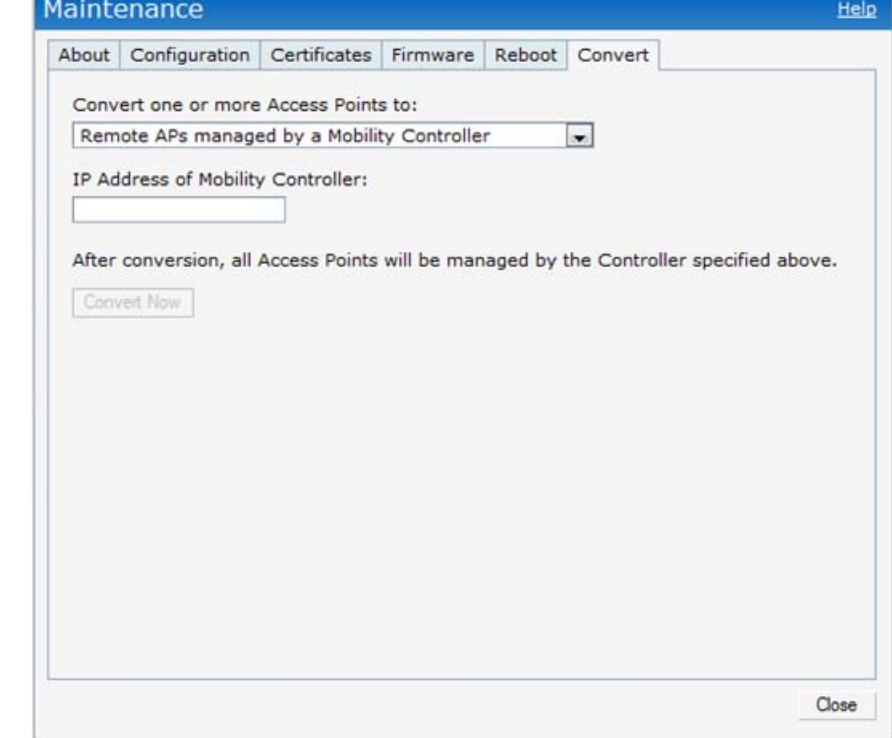 Maintenance Help
About Configuration Certificates Firmware Reboot Convert
Convert one or more Access Points to:
Remote APs managed by a Mobility Controller
IP Address of Mobility Controller:
After conversion, all Access Points will be managed by the Controller specified above.
Convert Now
Close